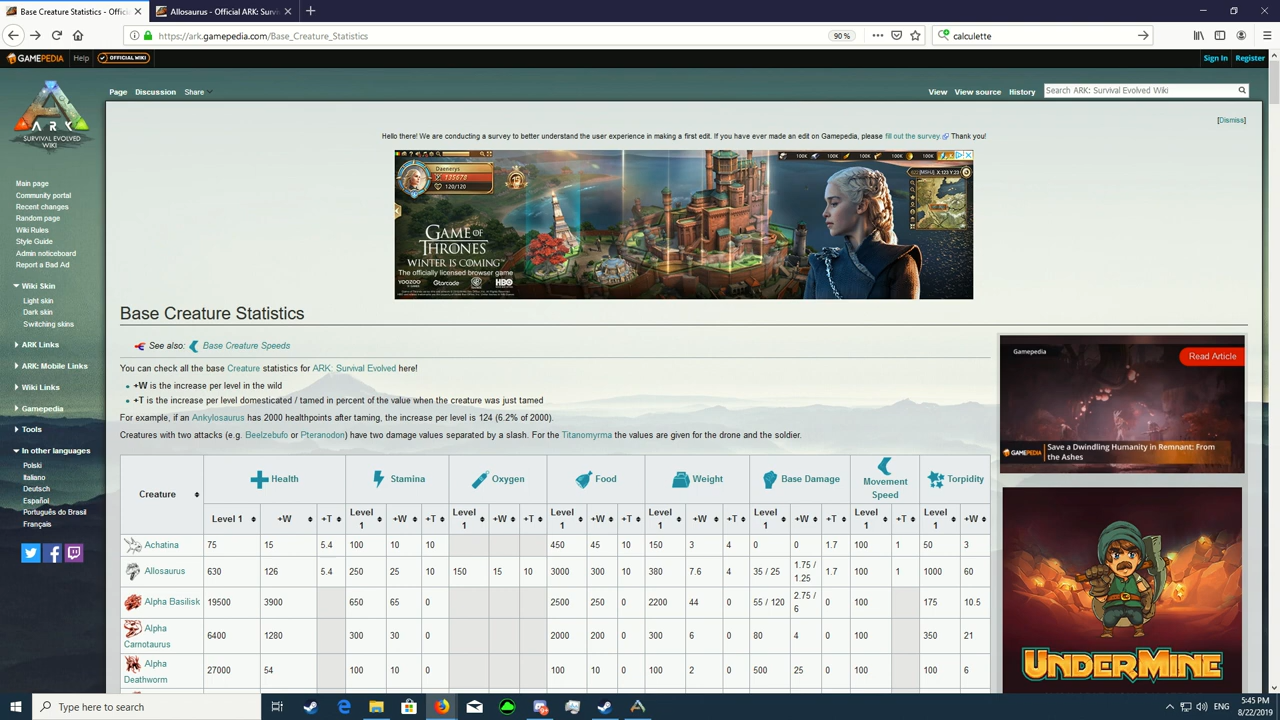 Base Creature Statistics - Offici
Allosaurus - Official ARK: Survi
https://ark.gamepedia.com/Base_Creature_Statistics
90 %
calculette
GAMEPEDIA
Help
OFFICIAL WIKI
Sign In
Register
ARK
SURVIVAL EVOLVED
WIKI
Page
Discussion
Share
View
View source
History
Search ARK: Survival Evolved Wiki
[Dismiss]
Hello there! We are conducting a survey to better understand the user experience in making a first edit. If you have ever made an edit on Gamepedia, please fill out the survey. Thank you!
Main page
Community portal
Recent changes
Random page
Wiki Rules
Style Guide
Admin noticeboard
Report a Bad Ad
Wiki Skin
Light skin
Dark skin
Switching skins
ARK Links
ARK: Mobile Links
Wiki Links
Gamepedia
Tools
In other languages
Polski
Italiano
Deutsch
Español
Português do Brasil
Français
Daenerys
120/120
100K 100K 100K 100K 100K
GAME OF
THRONES
WINTER IS COMING
The officially licensed browser game
YOOZOO
Gtarcade
HBO
Base Creature Statistics
See also: Base Creature Speeds
You can check all the base Creature statistics for ARK: Survival Evolved here!
+W is the increase per level in the wild
+T is the increase per level domesticated / tamed in percent of the value when the creature was just tamed
For example, if an Ankylosaurus has 2000 healthpoints after taming, the increase per level is 124 (6.2% of 2000).
Creatures with two attacks (e.g. Beelzebufo or Pteranodon) have two damage values separated by a slash. For the Titanomyrma the values are given for the drone and the soldier.
Creature Health Stamina Oxygen Food Weight Base Damage Movement Speed Torpidity
Level 1 +W +T Level 1 +W +T Level 1 +W +T Level 1 +W +T Level 1 +W +T Level 1 +W +T Level 1 +T Level 1 +W
Achatina 75 15 5.4 100 10 10 450 45 10 150 3 4 0 0 1.7 100 1 50 3
Allosaurus 630 126 5.4 250 25 10 150 15 10 3000 300 10 380 7.6 4 35 / 25 1.75 / 1.25 1.7 100 1 1000 60
Alpha Basilisk 19500 3900 650 65 0 2500 250 0 2200 44 0 55 / 120 2.75 / 6 0 100 175 10.5
Alpha Carnotaurus 6400 1280 300 30 0 2000 200 0 300 6 0 80 4 0 100 350 21
Alpha Deathworm 27000 54 100 10 0 100 10 0 100 2 0 500 25 0 100 100 6
Gamepedia
Read Article
GAMEPEDIA
Save a Dwindling Humanity in Remnant: From
the Ashes
UNDERMINE
Type here to search
ENG
5:45 PM
8/22/2019